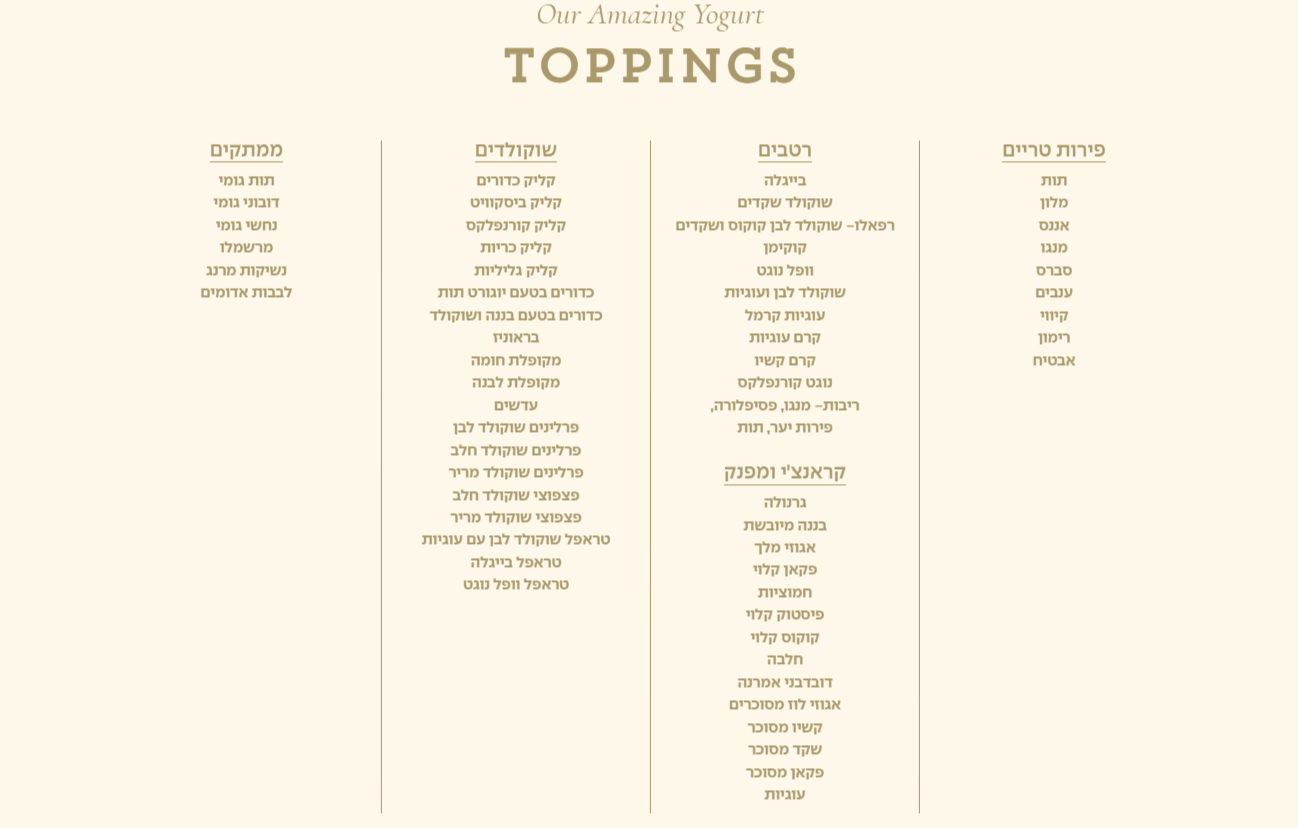 Our Amazing Yogurt
TOPPINGS
פירות טריים
תות
מלון
אננס
מנגו
סברס
ענבים
קיווי
רימון
אבטיח
רטבים
בייגלה
שוקולד שקדים
רפאלו– שוקולד לבן קוקוס ושקדים
קוקימן
וופל נוגט
שוקולד לבן ועוגיות
עוגיות קרמל
קרם עוגיות
קרם קשיו
נוגט קורנפלקס
ריבות– מנגו, פסיפלורה,
פירות יער, תות
קראנצ'י ומפנק
גרנולה
בננה מיובשת
אגוזי מלך
פקאן קלוי
חמוציות
פיסטוק קלוי
קוקוס קלוי
חלבה
דובדבני אמרנה
אגוזי לוז מסוכרים
קשיו מסוכר
שקד מסוכר
פקאן מסוכר
עוגיות
שוקולדים
קליק כדורים
קליק ביסקוויט
קליק קורנפלקס
קליק כריות
קליק גליליות
כדורים בטעם יוגורט תות
כדורים בטעם בננה ושוקולד
בראוניז
מקופלת חומה
מקופלת לבנה
עדשים
פרלינים שוקולד לבן
פרלינים שוקולד חלב
פרלינים שוקולד מריר
פצפוצי שוקולד חלב
פצפוצי שוקולד מריר
טראפל שוקולד לבן עם עוגיות
טראפל בייגלה
טראפל וופל נוגט
ממתקים
תות גומי
דובוני גומי
נחשי גומי
מרשמלו
נשיקות מרנג
לבבות אדומים